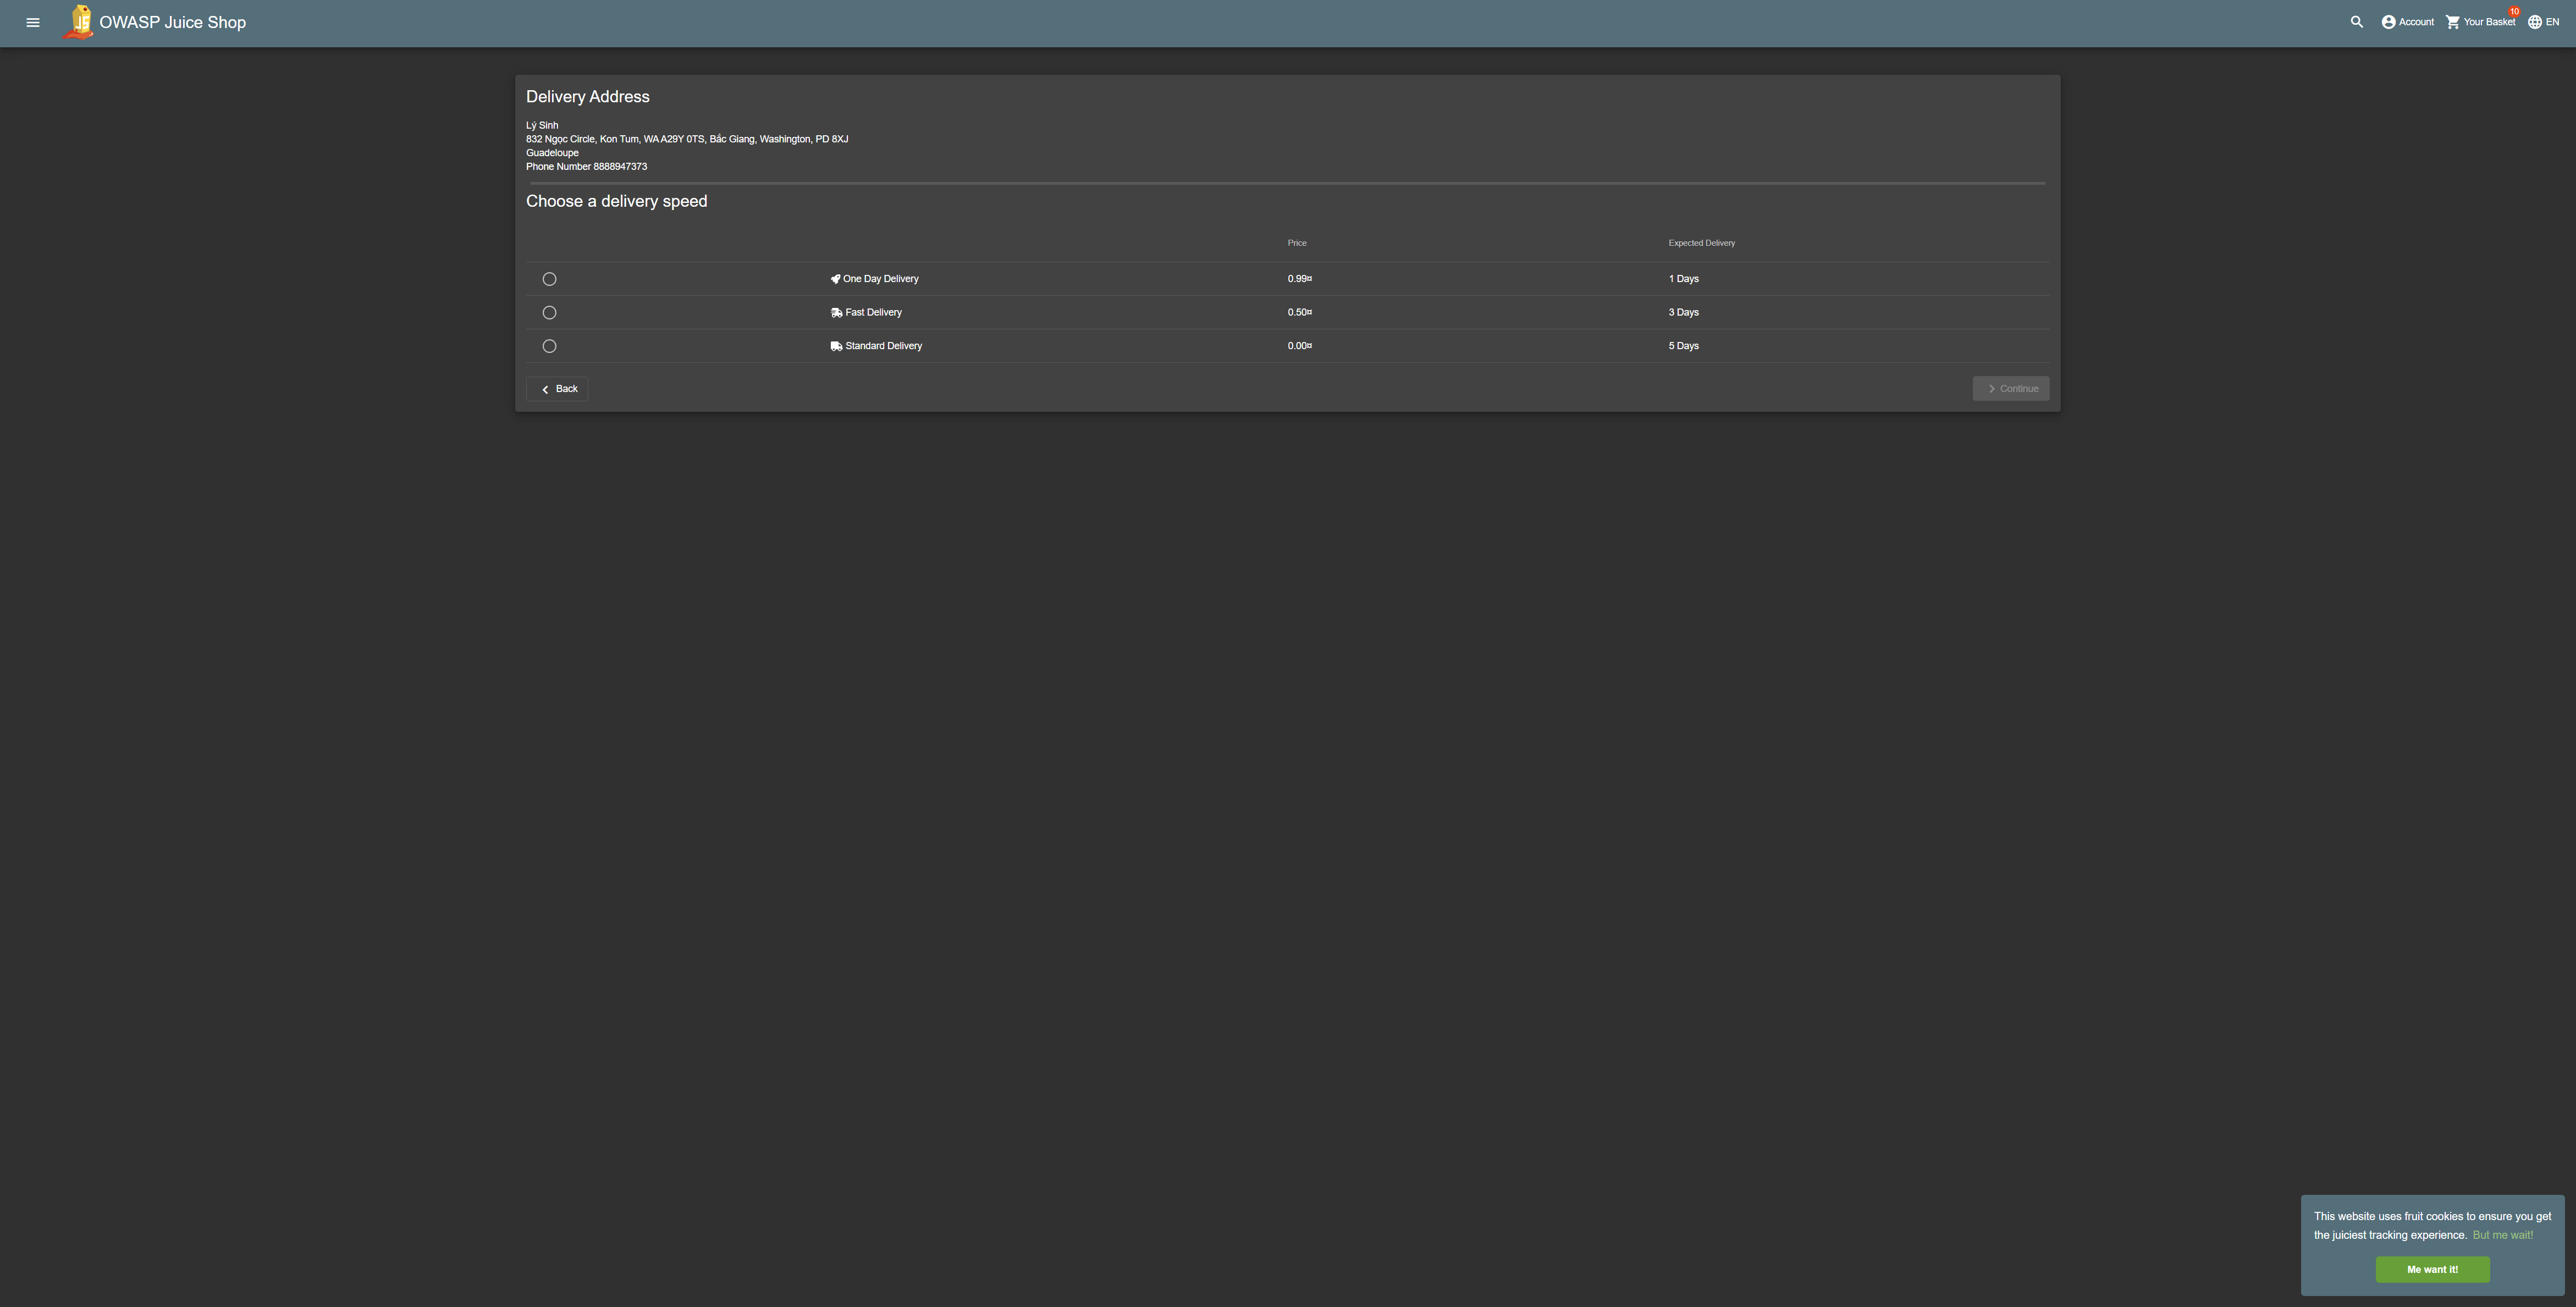 OWASP Juice Shop
Account
Your Basket
10
EN
Delivery Address
Lý Sinh
832 Ngọc Circle, Kon Tum, WA A29Y 0TS, Bắc Giang, Washington, PD 8XJ
Guadeloupe
Phone Number 8888947373
Choose a delivery speed
Price Expected Delivery
One Day Delivery 0.99¤ 1 Days
Fast Delivery 0.50¤ 3 Days
Standard Delivery 0.00¤ 5 Days
Back
Continue
This website uses fruit cookies to ensure you get
the juiciest tracking experience. But me wait!
Me want it!